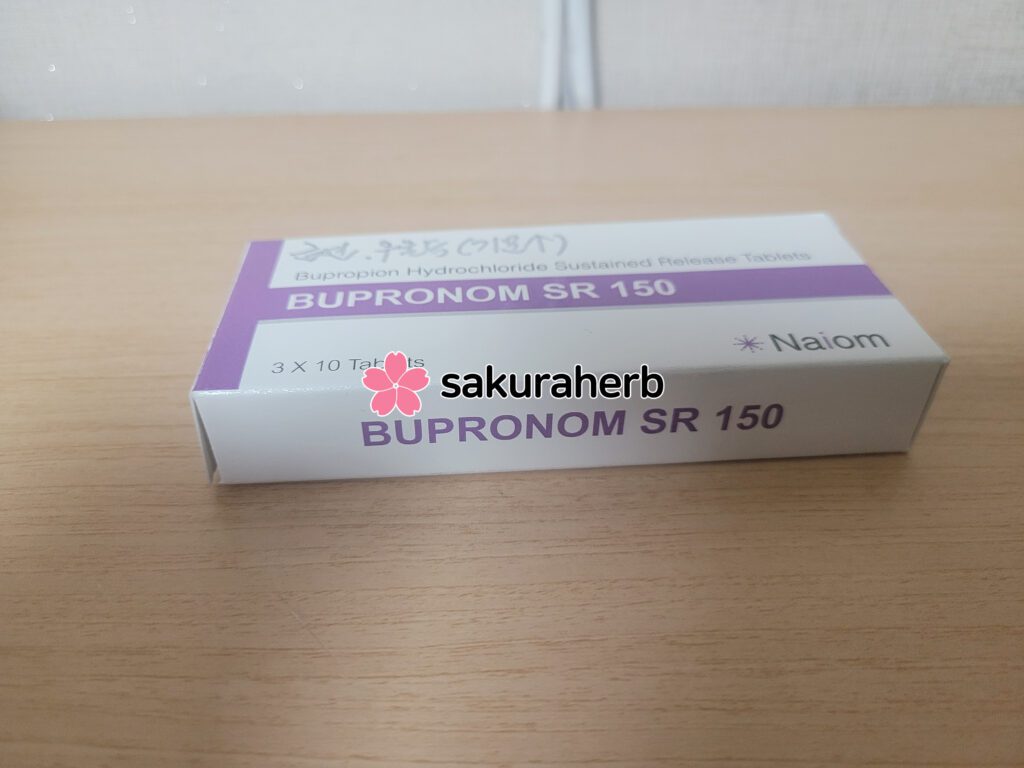 Bupropion Hydrochloride Sustained Release Tablets
BUPRONOM SR 150
Naiom
3 X 10 Tablets
sakuraherb
BUPRONOM SR 150